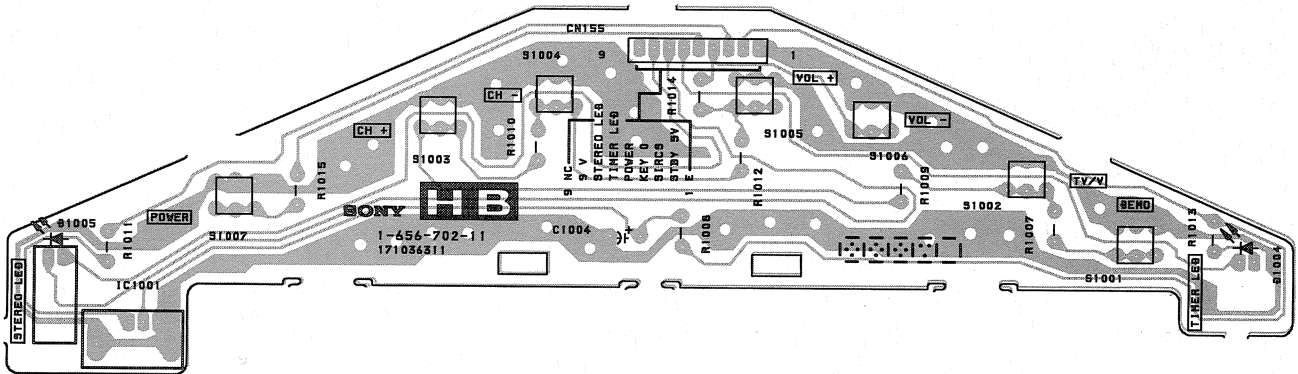 CN155
S1004
9
1
VOL +
CH -
R1014
S1005
VOL -
CH +
R1010
S1003
STEREO LED
TIMER LED
POWER
KEY 0
SIRCS
STBY 5V
E
9 V
NC
9
1
S1006
R1015
R1012
R1009
TV/V
S1002
POWER
SONY
HB
DEMO
D1005
R1011
S1007
1-656-702-11
171036311
C1004
R1008
R1007
R1013
D1004
STEREO LED
IC1001
S1001
TIMER LED